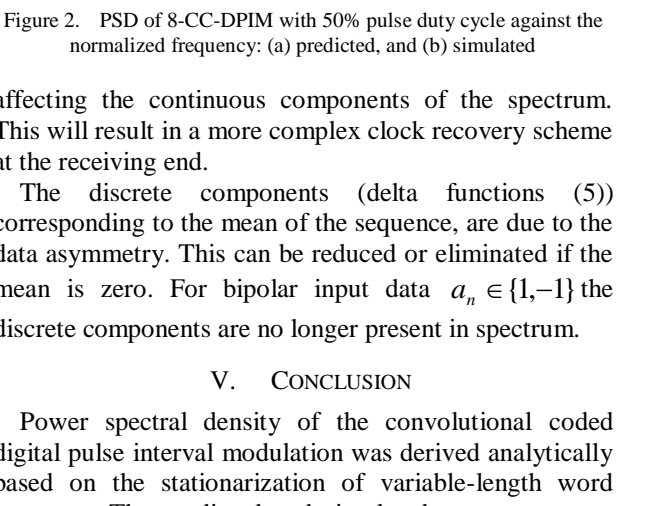 Figure 2. PSD of 8-CC-DPIM with 50% pulse duty cycle against the
normalized frequency: (a) predicted, and (b) simulated
affecting the continuous components of the spectrum.
This will result in a more complex clock recovery scheme
at the receiving end.
The discrete components (delta functions (5))
corresponding to the mean of the sequence, are due to the
data asymmetry. This can be reduced or eliminated if the
mean is zero. For bipolar input data aₙ ∈ {1,−1} the
discrete components are no longer present in spectrum.
V. CONCLUSION
Power spectral density of the convolutional coded
digital pulse interval modulation was derived analytically
based on the stationarization of variable-length word